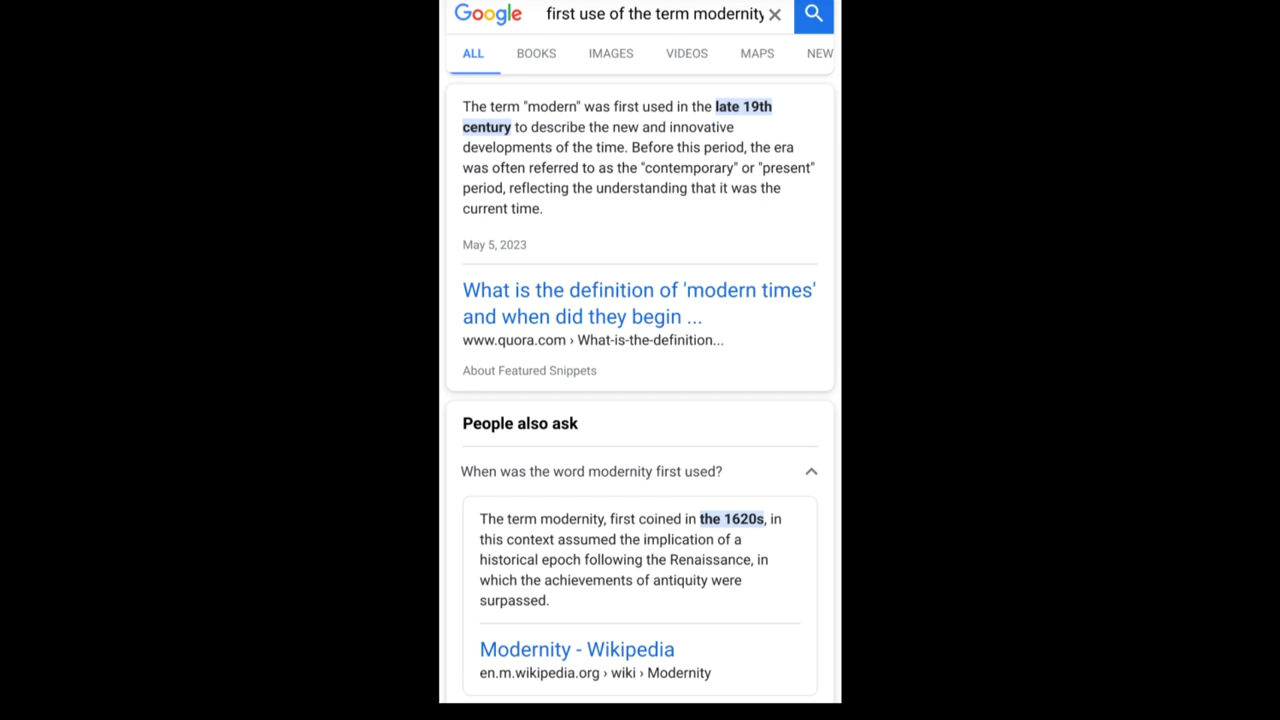 Google first use of the term modernity
ALL BOOKS IMAGES VIDEOS MAPS NEW
The term "modern" was first used in the late 19th
century to describe the new and innovative
developments of the time. Before this period, the era
was often referred to as the "contemporary" or "present"
period, reflecting the understanding that it was the
current time.
May 5, 2023
What is the definition of 'modern times'
and when did they begin ...
www.quora.com › What-is-the-definition...
About Featured Snippets
People also ask
When was the word modernity first used?
The term modernity, first coined in the 1620s, in
this context assumed the implication of a
historical epoch following the Renaissance, in
which the achievements of antiquity were
surpassed.
Modernity - Wikipedia
en.m.wikipedia.org › wiki › Modernity